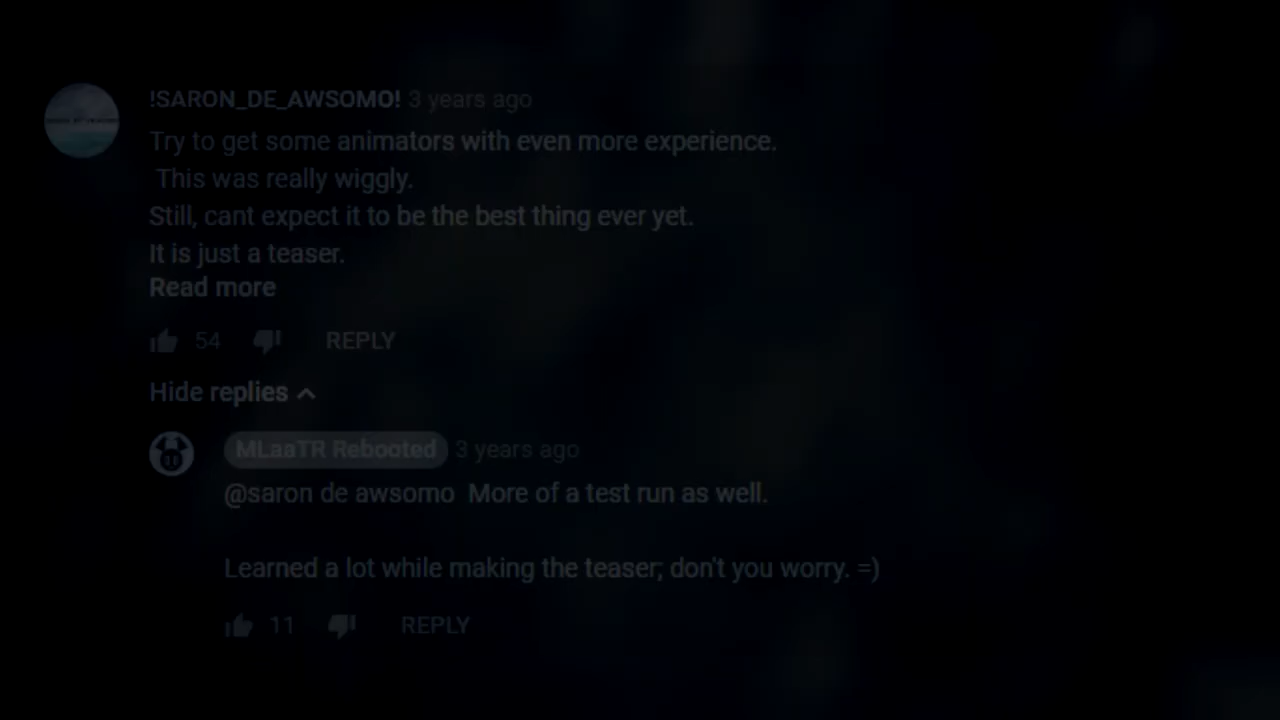 !SARON_DE_AWSOMO! 3 years ago
Try to get some animators with even more experience.
This was really wiggly.
Still, cant expect it to be the best thing ever yet.
It is just a teaser.
Read more
54 REPLY
Hide replies
MLaaTR Rebooted 3 years ago
@saron de awsomo More of a test run as well.
Learned a lot while making the teaser; don't you worry. =)
11 REPLY